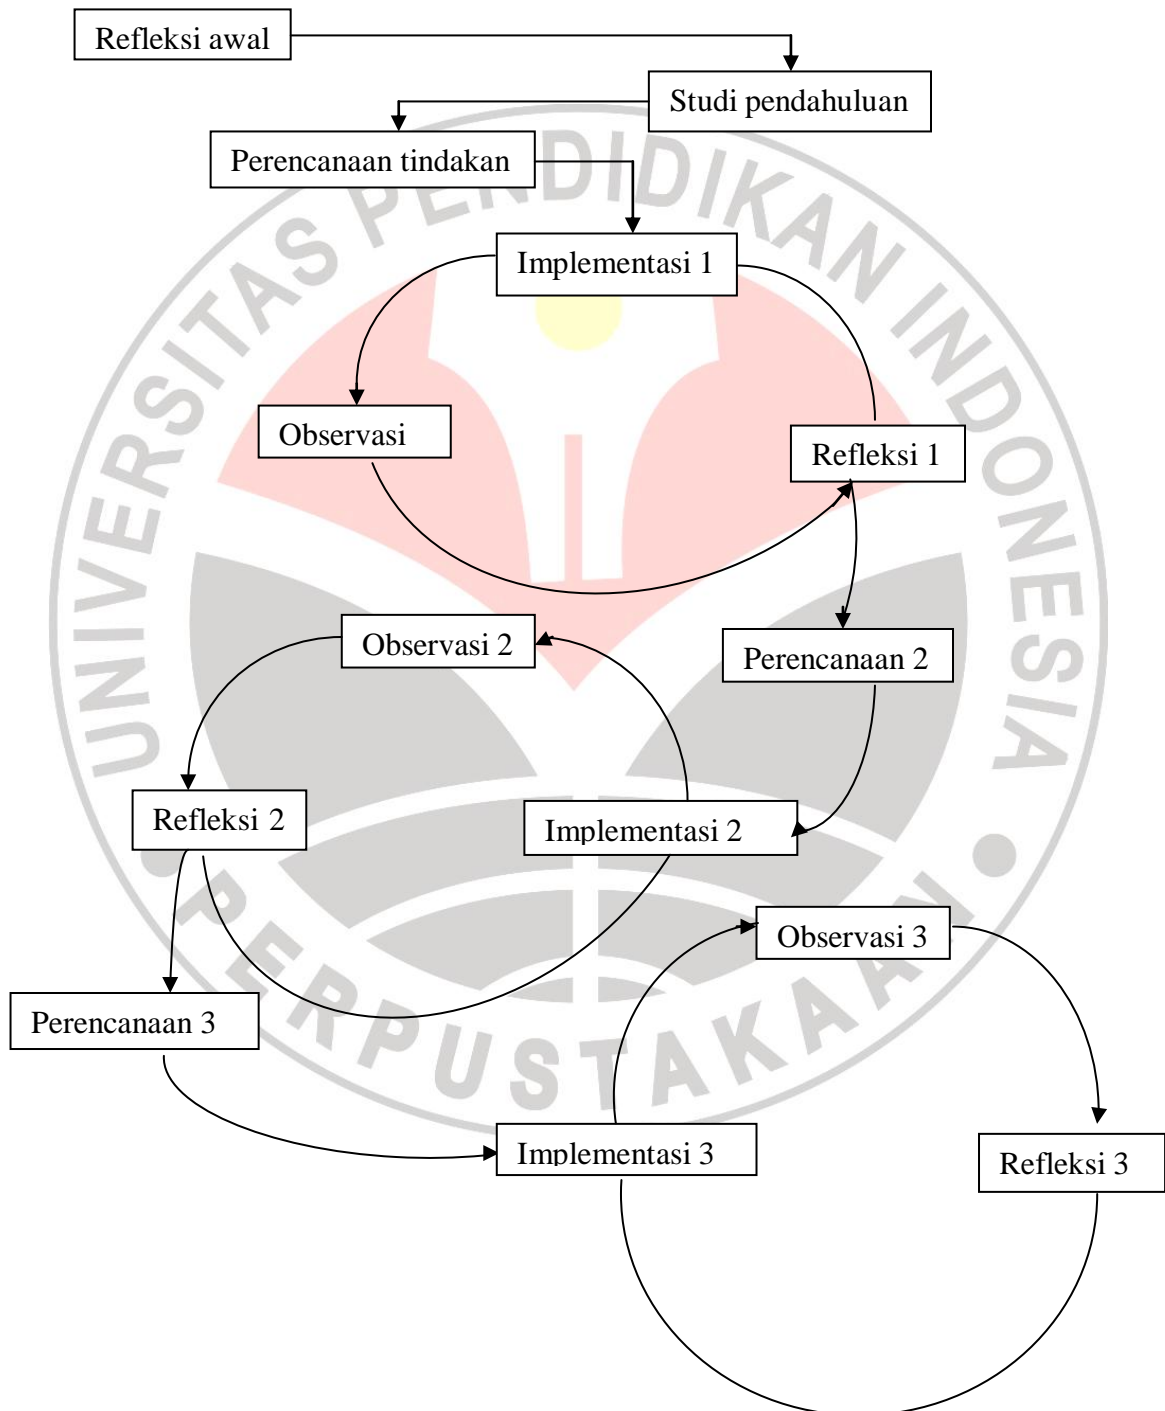 Refleksi awal
Studi pendahuluan
Perencanaan tindakan
Implementasi 1
Observasi
Refleksi 1
Observasi 2
Perencanaan 2
Refleksi 2
Implementasi 2
Observasi 3
Perencanaan 3
Implementasi 3
Refleksi 3
UNIVERSITAS PENDIDIKAN INDONESIA
PERPUSTAKAAN